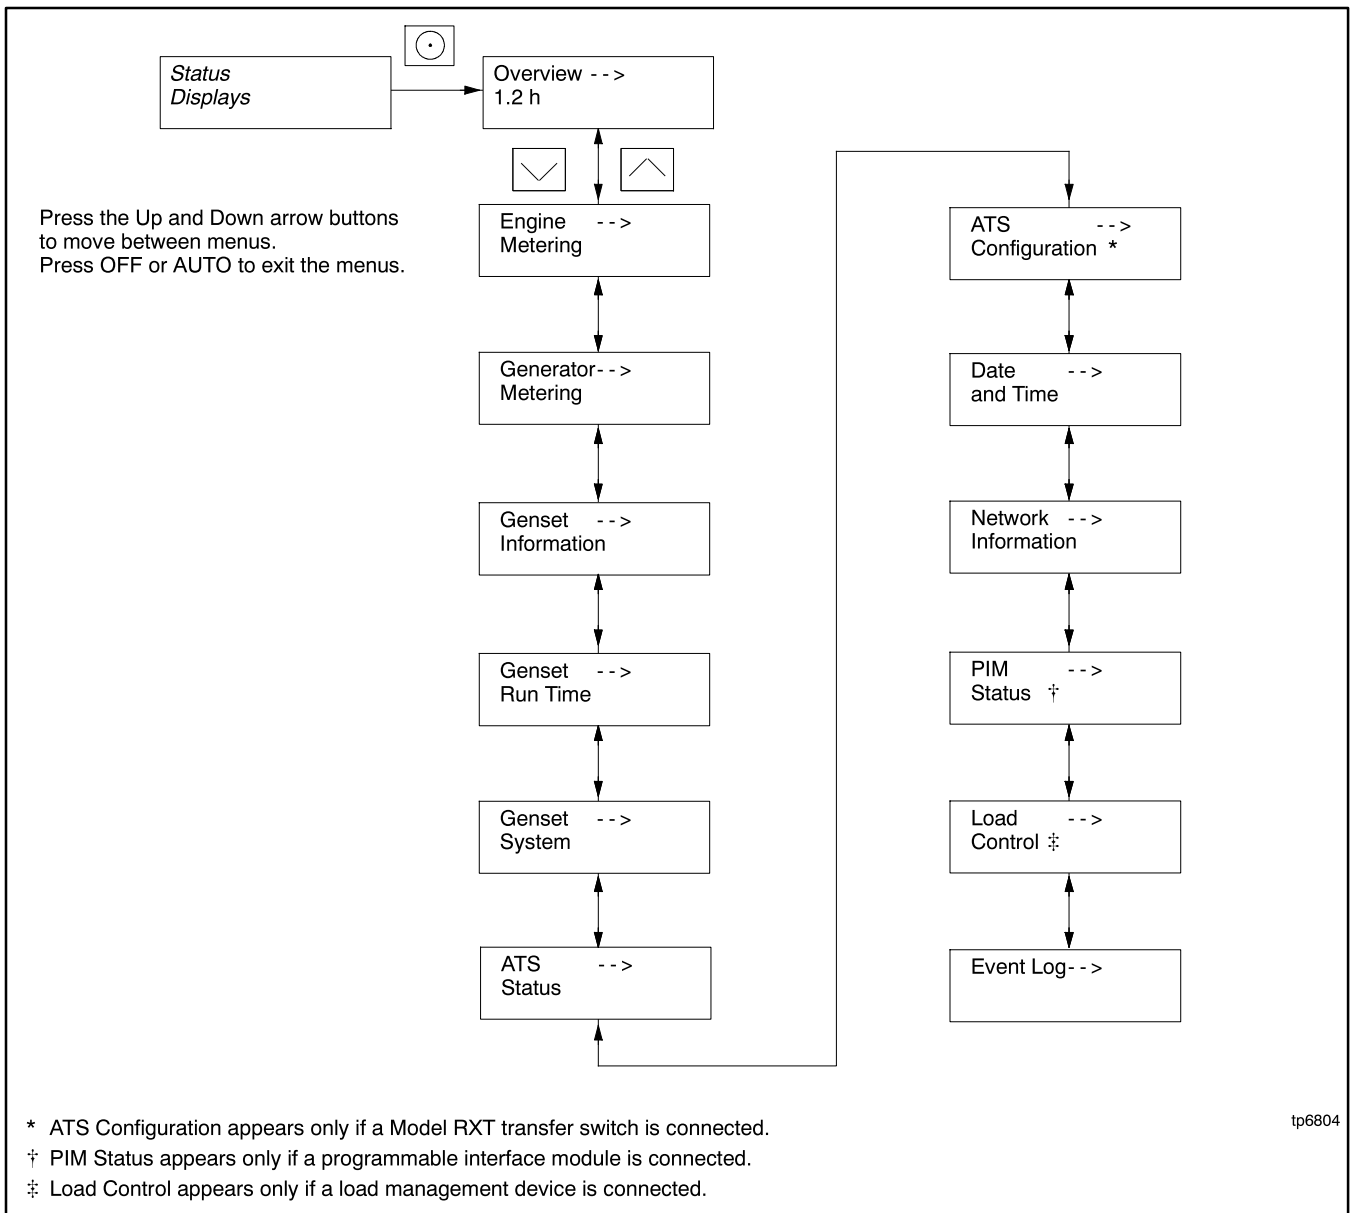 Status
Displays
Overview - - >
1.2 h
Press the Up and Down arrow buttons
to move between menus.
Press OFF or AUTO to exit the menus.
Engine - - >
Metering
Generator- - >
Metering
Genset - - >
Information
Genset - - >
Run Time
Genset - - >
System
ATS - - >
Status
ATS - - >
Configuration *
Date - - >
and Time
Network - - >
Information
PIM - - >
Status †
Load - - >
Control ‡
Event Log- - >
* ATS Configuration appears only if a Model RXT transfer switch is connected.
† PIM Status appears only if a programmable interface module is connected.
‡ Load Control appears only if a load management device is connected.
tp6804